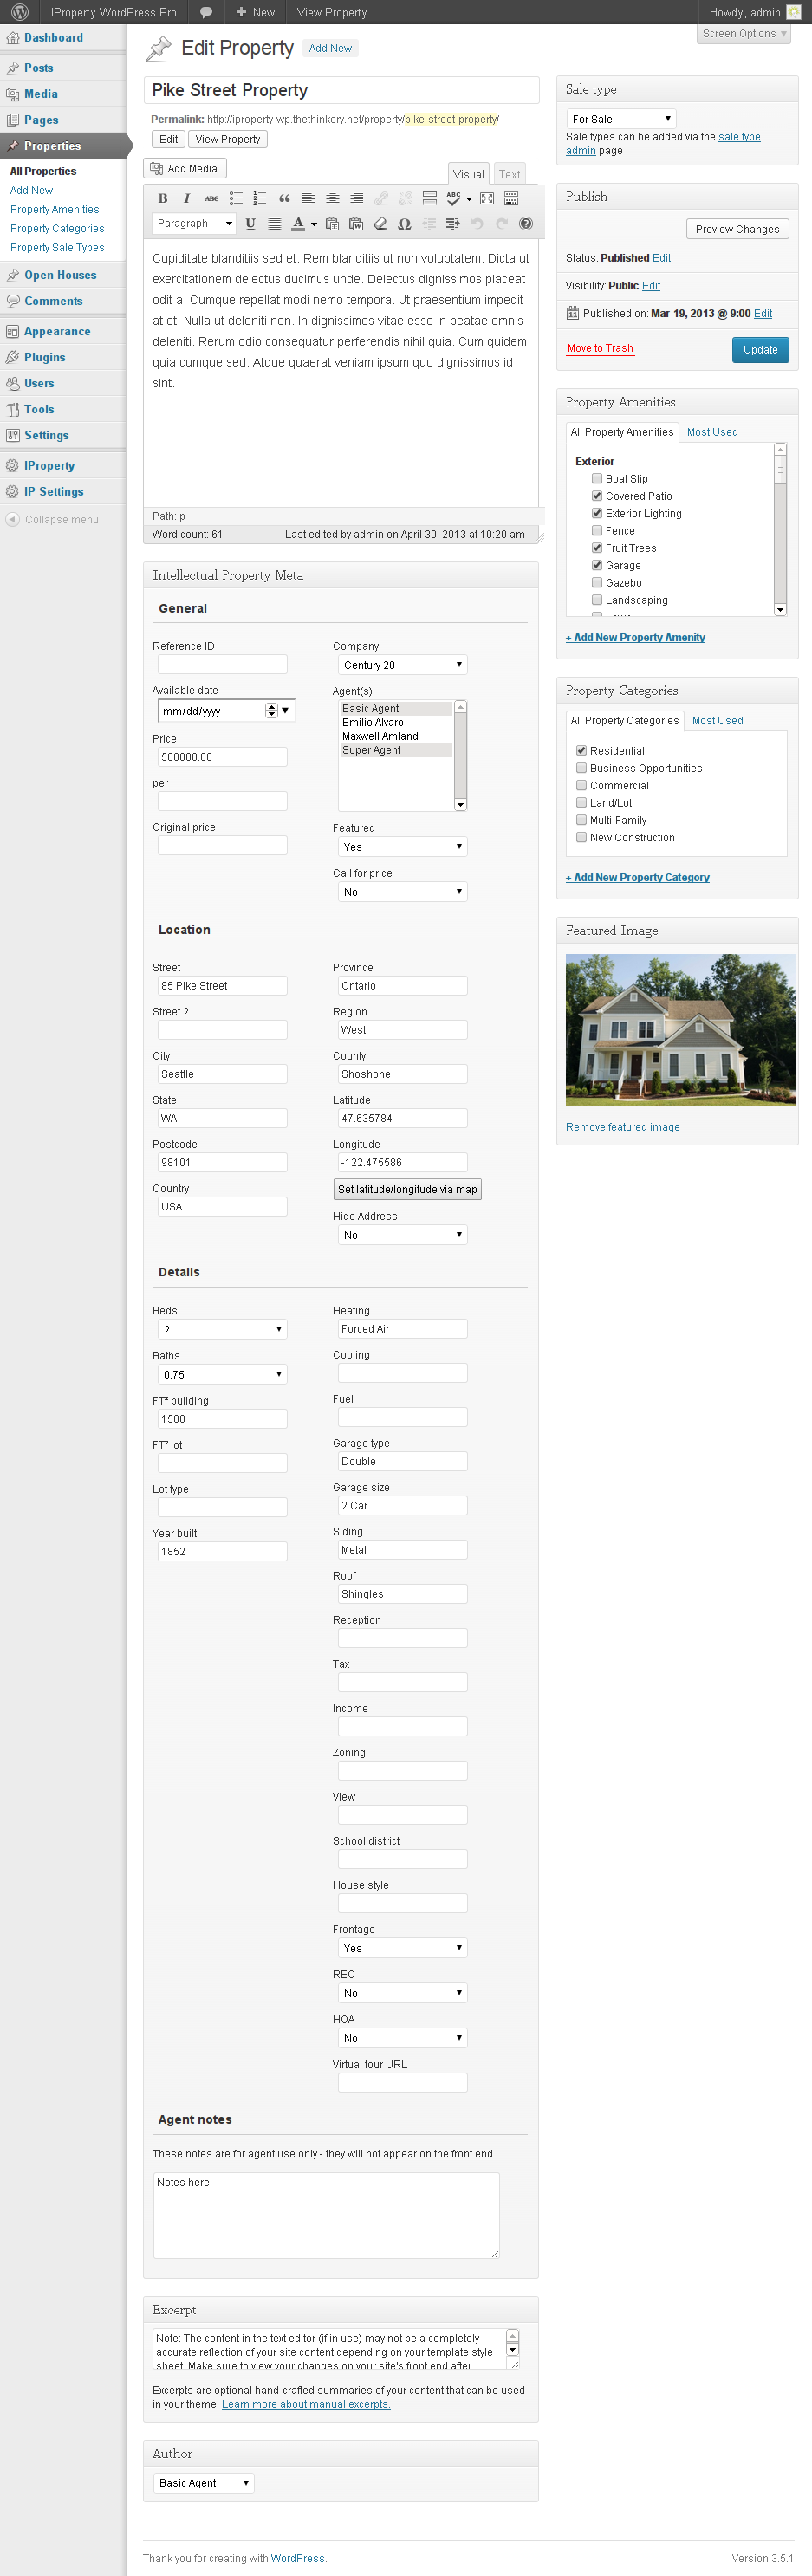 IProperty WordPress Pro
New
View Property
Howdy, admin
Screen Options
Dashboard
Posts
Media
Pages
Properties
All Properties
Add New
Property Amenities
Property Categories
Property Sale Types
Open Houses
Comments
Appearance
Plugins
Users
Tools
Settings
IProperty
IP Settings
Collapse menu
Edit Property Add New
Pike Street Property
Permalink: http://iproperty-wp.thethinkery.net/property/pike-street-property/
Edit View Property
Add Media
Visual Text
B I ABC ABC
Paragraph U A Ω
Cupiditate blanditiis sed et. Rem blanditiis ut non voluptatem. Dicta ut
exercitationem delectus ducimus unde. Delectus dignissimos placeat
odit a. Cumque repellat modi nemo tempora. Ut praesentium impedit
at et. Nulla ut deleniti non. In dignissimos vitae esse in beatae omnis
deleniti. Rerum odio consequatur perferendis nihil quia. Cum quidem
quia cumque sed. Atque quaerat veniam ipsum quo dignissimos id
sint.
Path: p
Word count: 61 Last edited by admin on April 30, 2013 at 10:20 am
Intellectual Property Meta
General
Reference ID
Available date
mm/dd/yyyy
Price
500000.00
per
Original price
Company
Century 28
Agent(s)
Basic Agent
Emilio Alvaro
Maxwell Amland
Super Agent
Featured
Yes
Call for price
No
Location
Street
85 Pike Street
Street 2
City
Seattle
State
WA
Postcode
98101
Country
USA
Province
Ontario
Region
West
County
Shoshone
Latitude
47.635784
Longitude
-122.475586
Set latitude/longitude via map
Hide Address
No
Details
Beds
2
Baths
0.75
FT² building
1500
FT² lot
Lot type
Year built
1852
Heating
Forced Air
Cooling
Fuel
Garage type
Double
Garage size
2 Car
Siding
Metal
Roof
Shingles
Reception
Tax
Income
Zoning
View
School district
House style
Frontage
Yes
REO
No
HOA
No
Virtual tour URL
Agent notes
These notes are for agent use only - they will not appear on the front end.
Notes here
Excerpt
Note: The content in the text editor (if in use) may not be a completely
accurate reflection of your site content depending on your template style
sheet. Make sure to view your changes on your site's front end after
Excerpts are optional hand-crafted summaries of your content that can be used
in your theme. Learn more about manual excerpts.
Author
Basic Agent
Sale type
For Sale
Sale types can be added via the sale type
admin page
Publish
Preview Changes
Status: Published Edit
Visibility: Public Edit
Published on: Mar 19, 2013 @ 9:00 Edit
Move to Trash Update
Property Amenities
All Property Amenities Most Used
Exterior
Boat Slip
Covered Patio
Exterior Lighting
Fence
Fruit Trees
Garage
Gazebo
Landscaping
Lawn
+ Add New Property Amenity
Property Categories
All Property Categories Most Used
Residential
Business Opportunities
Commercial
Land/Lot
Multi-Family
New Construction
+ Add New Property Category
Featured Image
Remove featured image
Thank you for creating with WordPress.
Version 3.5.1